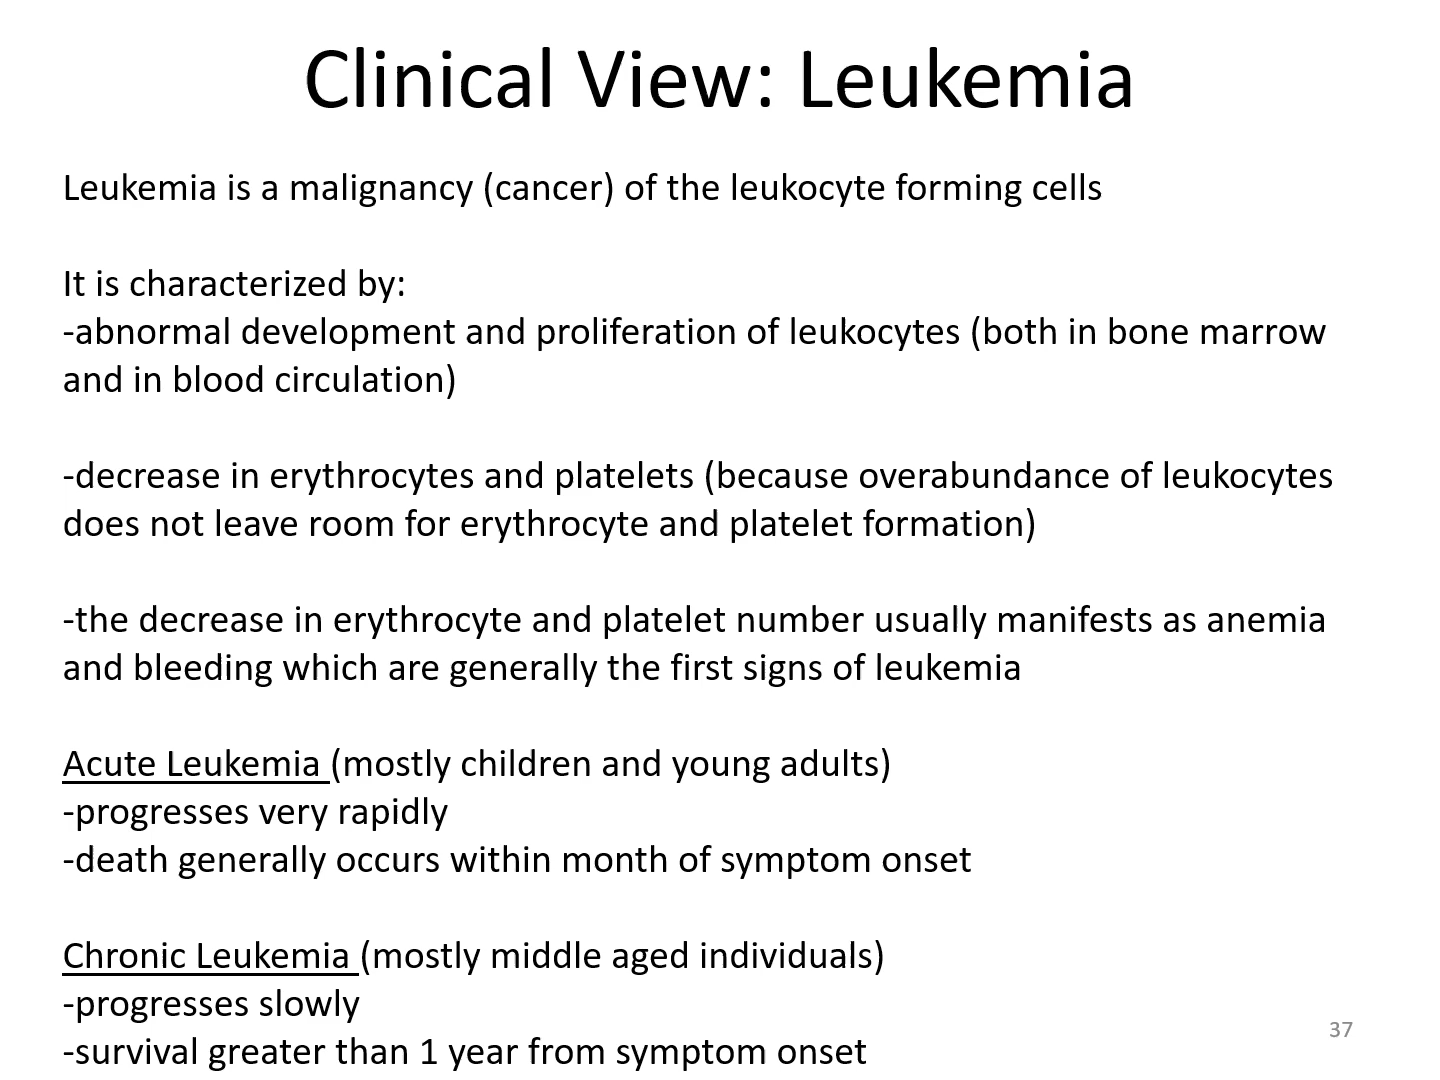 Clinical View: Leukemia
Leukemia is a malignancy (cancer) of the leukocyte forming cells
It is characterized by:
-abnormal development and proliferation of leukocytes (both in bone marrow
and in blood circulation)
-decrease in erythrocytes and platelets (because overabundance of leukocytes
does not leave room for erythrocyte and platelet formation)
-the decrease in erythrocyte and platelet number usually manifests as anemia
and bleeding which are generally the first signs of leukemia
Acute Leukemia (mostly children and young adults)
-progresses very rapidly
-death generally occurs within month of symptom onset
Chronic Leukemia (mostly middle aged individuals)
-progresses slowly
-survival greater than 1 year from symptom onset
37